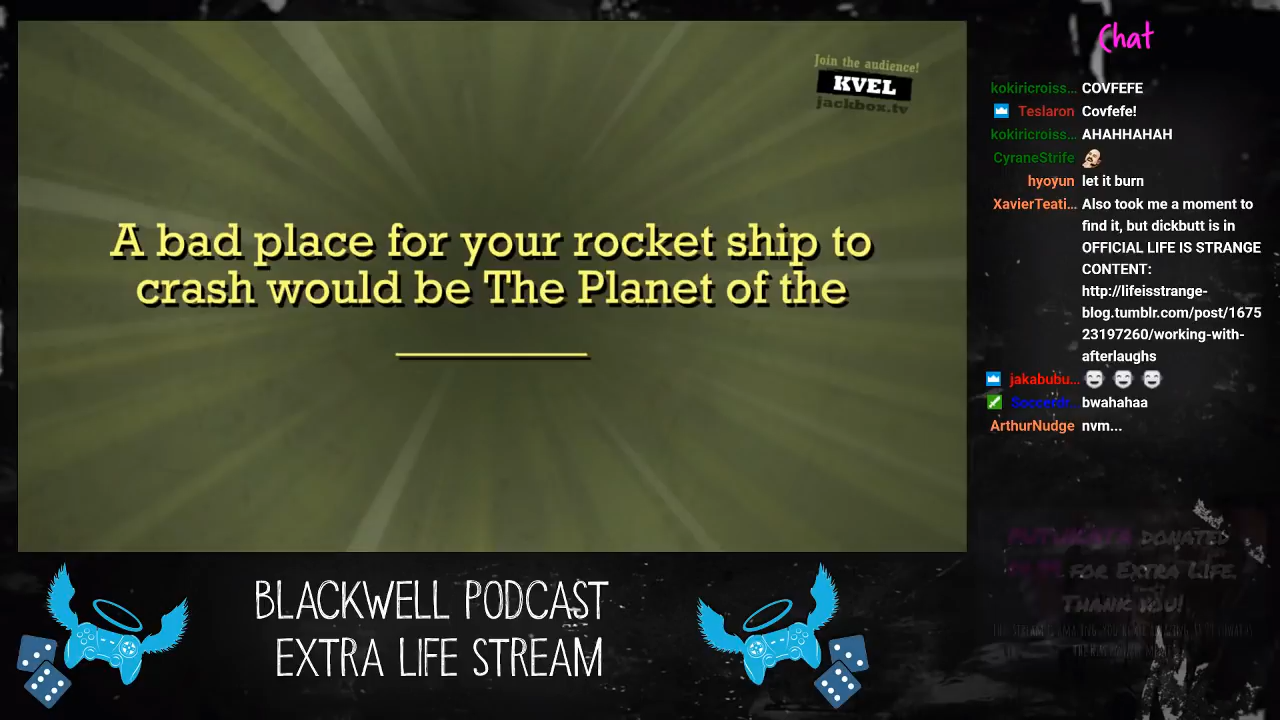 Join the audience!
KVEL
jackbox.tv
A bad place for your rocket ship to
crash would be The Planet of the
BLACKWELL PODCAST
EXTRA LIFE STREAM
Chat
kokiricroiss... COVFEFE
Teslaron Covfefe!
kokiricroiss... AHAHHAHAH
CyraneStrife
hyoyun let it burn
XavierTeati... Also took me a moment to
find it, but dickbutt is in
OFFICIAL LIFE IS STRANGE
CONTENT:
http://lifeisstrange-
blog.tumblr.com/post/1675
23197260/working-with-
afterlaughs
jakabubu...
bwahahaa
ArthurNudge nvm...
donated
for Extra Life.
Thank you!